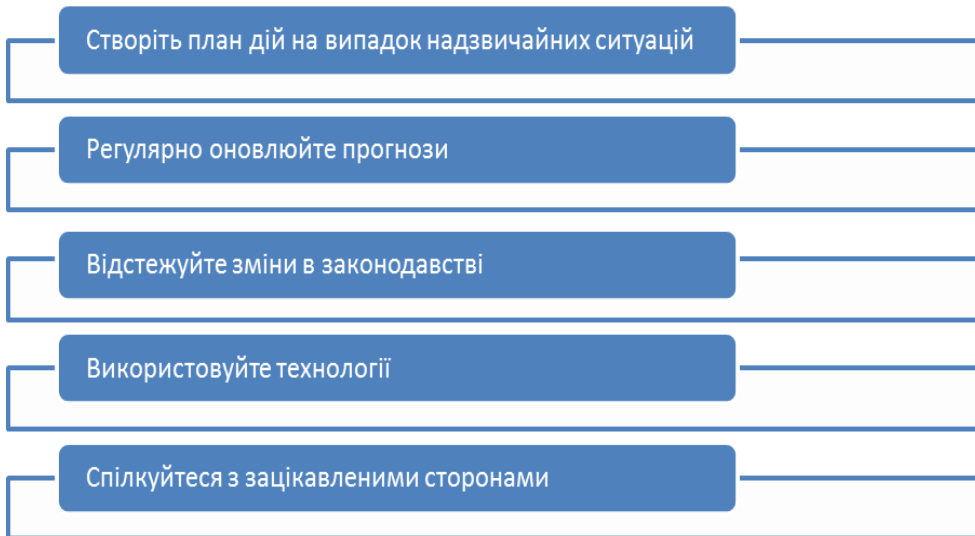 Створіть план дій на випадок надзвичайних ситуацій
Регулярно оновлюйте прогнози
Відстежуйте зміни в законодавстві
Використовуйте технології
Спілкуйтеся з зацікавленими сторонами